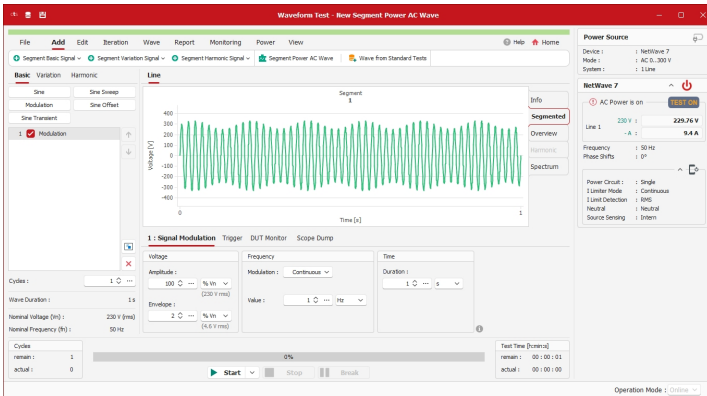 Waveform Test - New Segment Power AC Wave
File Add Edit Iteration Wave Report Monitoring Power View Help Home
Segment Basic Signal Segment Variation Signal Segment Harmonic Signal Segment Power AC Wave Wave from Standard Tests
Basic Variation Harmonic
Sine Sine Sweep
Modulation Sine Offset
Sine Transient
1 Modulation
Cycles : 1 ...
Wave Duration : 1 s
Nominal Voltage (Vn) : 230 V (rms)
Nominal Frequency (fn) : 50 Hz
Line
Segment
1
Voltage [V]
400
300
200
100
0
-100
-200
-300
-400
0 1
Time [s]
Info
Segmented
Overview
Harmonic
Spectrum
1 : Signal Modulation Trigger DUT Monitor Scope Dump
Voltage
Amplitude :
100 ... % Vn
(230 V rms)
Envelope :
2 ... % Vn
(4.6 V rms)
Frequency
Modulation : Continuous
Value : 1 ... Hz
Time
Duration :
1 ... s
Power Source
Device : : NetWave 7
Mode : : AC 0...300 V
System : : 1 Line
NetWave 7
AC Power is on TEST ON
Line 1
230 V : 229.76 V
- A : 9.4 A
Frequency : 50 Hz
Phase Shifts : 0°
Power Circuit : : Single
I Limiter Mode : Continuous
I Limit Detection : RMS
Neutral : Neutral
Source Sensing : Intern
Cycles
remain : 1
actual : 0
0%
Start Stop Break
Test Time [h:min:s]
remain : 00 : 00 : 01
actual : 00 : 00 : 00
Operation Mode : Online